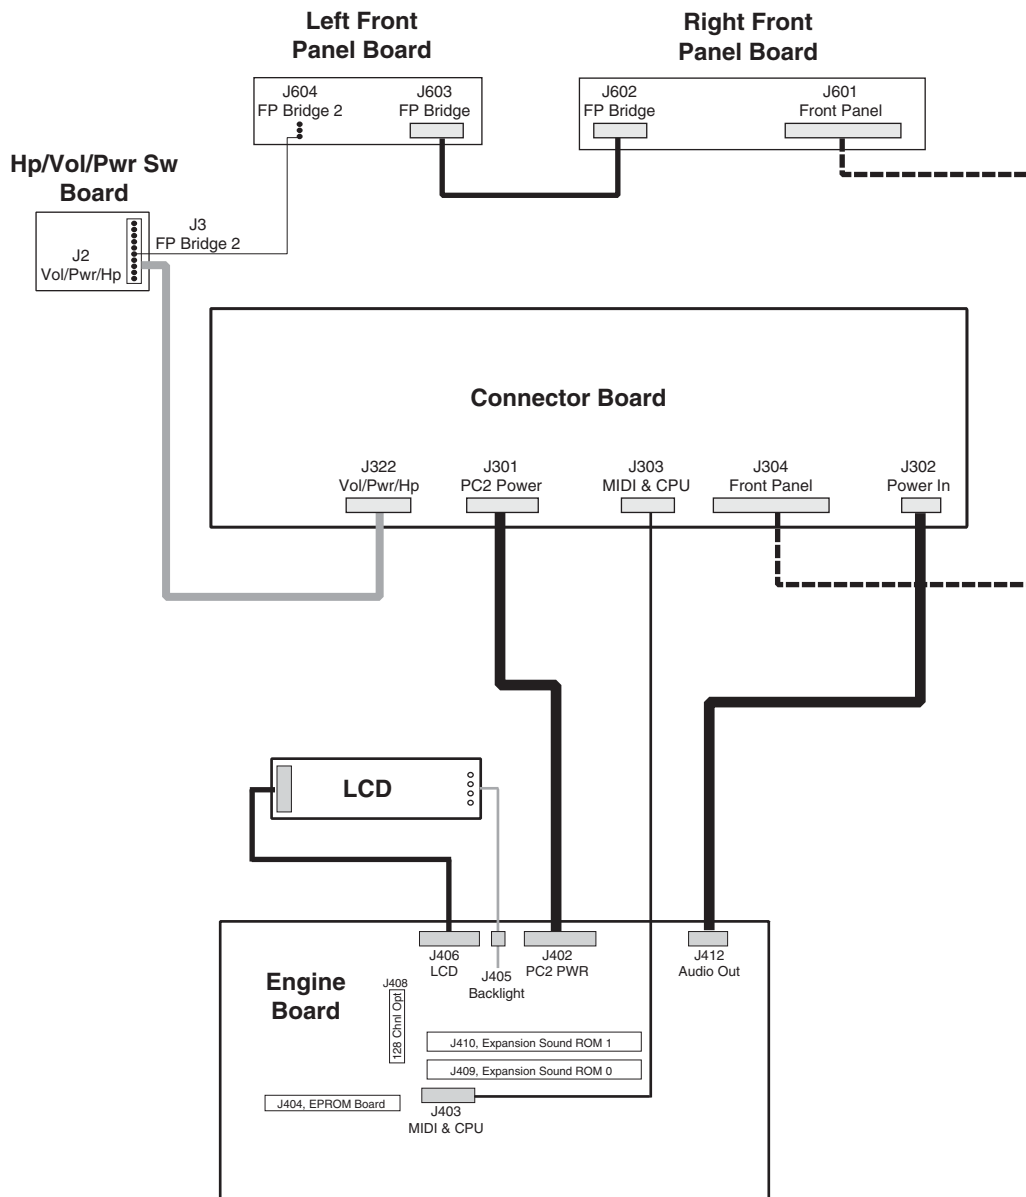 Left Front
Panel Board
Right Front
Panel Board
J604
FP Bridge 2
J603
FP Bridge
J602
FP Bridge
J601
Front Panel
Hp/Vol/Pwr Sw
Board
J3
FP Bridge 2
J2
Vol/Pwr/Hp
Connector Board
J322
Vol/Pwr/Hp
J301
PC2 Power
J303
MIDI & CPU
J304
Front Panel
J302
Power In
LCD
Engine
Board
J406
LCD
J405
Backlight
J402
PC2 PWR
J412
Audio Out
J408
128 Chnl Opt
J410, Expansion Sound ROM 1
J409, Expansion Sound ROM 0
J404, EPROM Board
J403
MIDI & CPU